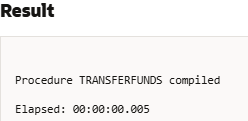 Result
Procedure TRANSFERFUNDS compiled
Elapsed: 00:00:00.005